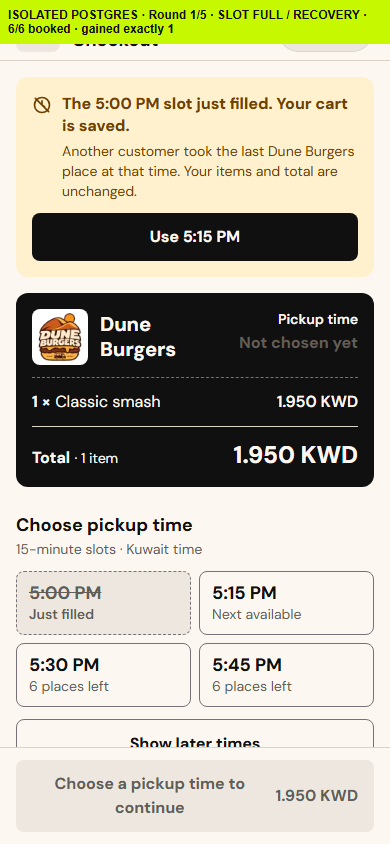 ISOLATED POSTGRES · Round 1/5 · SLOT FULL / RECOVERY ·
6/6 booked · gained exactly 1
Checkout
The 5:00 PM slot just filled. Your cart
is saved.
Another customer took the last Dune Burgers
place at that time. Your items and total are
unchanged.
Use 5:15 PM
DUNE
BURGERS
Dune
Burgers
Pickup time
Not chosen yet
1 × Classic smash 1.950 KWD
Total · 1 item 1.950 KWD
Choose pickup time
15-minute slots · Kuwait time
5:00 PM
Just filled
5:15 PM
Next available
5:30 PM
6 places left
5:45 PM
6 places left
Show later times
Choose a pickup time to
continue
1.950 KWD